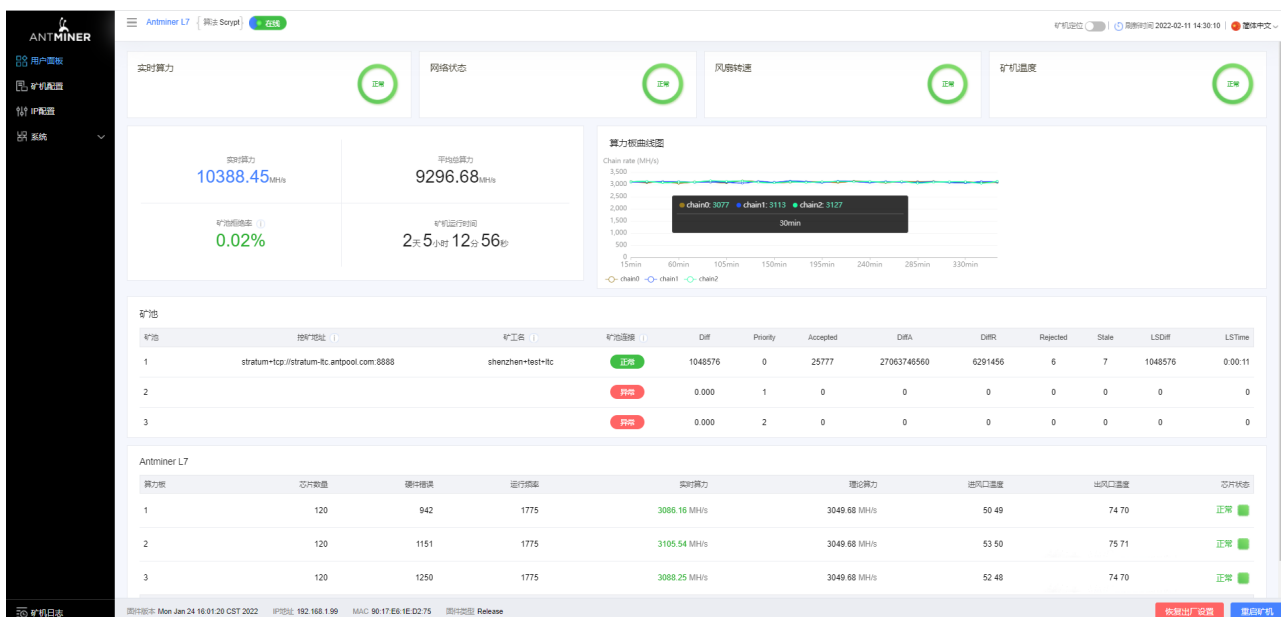 ANTMINER
用户面板
矿机配置
IP配置
系统
矿机日志
Antminer L7 算法 Scrypt 在线
矿机定位 刷新时间 2022-02-11 14:30:10 简体中文
实时算力 正常
网络状态 正常
风扇转速 正常
矿机温度 正常
实时算力
10388.45 MH/s
平均总算力
9296.68 MH/s
矿池拒绝率
0.02%
矿机运行时间
2天 5小时 12分 56秒
算力板曲线图
Chain rate (MH/s)
3,500
3,000
2,500
2,000
1,500
1,000
500
0
chain0: 3077 chain1: 3113 chain2: 3127
30min
15min 60min 105min 150min 195min 240min 285min 330min
chain0 chain1 chain2
矿池
矿池 挖矿地址 矿工名 矿池连接 Diff Priority Accepted DiffA DiffR Rejected Stale LSDiff LSTime
1 stratum+tcp://stratum-ltc.antpool.com:8888 shenzhen+test+ltc 正常 1048576 0 25777 27063746560 6291456 6 7 1048576 0:00:11
2 异常 0.000 1 0 0 0 0 0 0 0
3 异常 0.000 2 0 0 0 0 0 0 0
Antminer L7
算力板 芯片数量 硬件错误 运行频率 实时算力 理论算力 进风口温度 出风口温度 芯片状态
1 120 942 1775 3086.16 MH/s 3049.68 MH/s 50 49 74 70 正常
2 120 1151 1775 3105.54 MH/s 3049.68 MH/s 53 50 75 71 正常
3 120 1250 1775 3088.25 MH/s 3049.68 MH/s 52 48 74 70 正常
固件版本 Mon Jan 24 16:01:20 CST 2022 IP地址 192.168.1.99 MAC 90:17:E6:1E:D2:75 固件类型 Release
恢复出厂设置 重启矿机